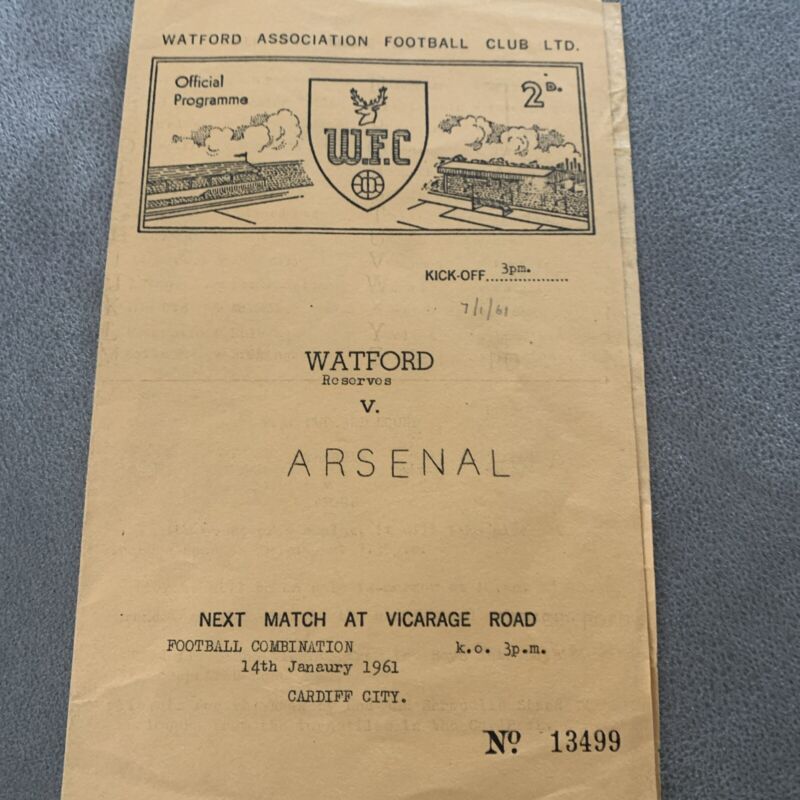 WATFORD ASSOCIATION FOOTBALL CLUB LTD.
Official
Programme
2D.
W.F.C
KICK-OFF 3pm.
7/1/61
WATFORD
Reserves
V.
ARSENAL
NEXT MATCH AT VICARAGE ROAD
FOOTBALL COMBINATION k.o. 3p.m.
14th Janaury 1961
CARDIFF CITY.
No. 13499